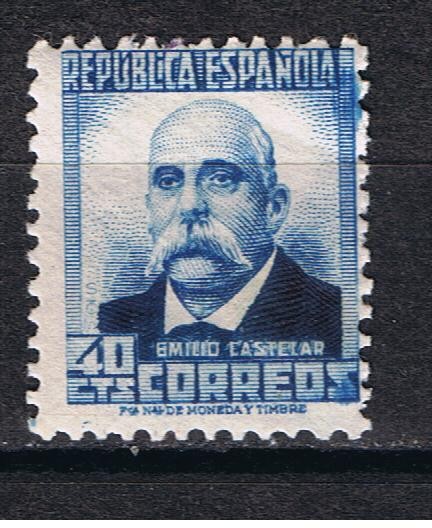 REPUBLICA ESPAÑOLA
EMILIO CASTELAR
40 CTS CORREOS
Fca Nal DE MONEDA Y TIMBRE